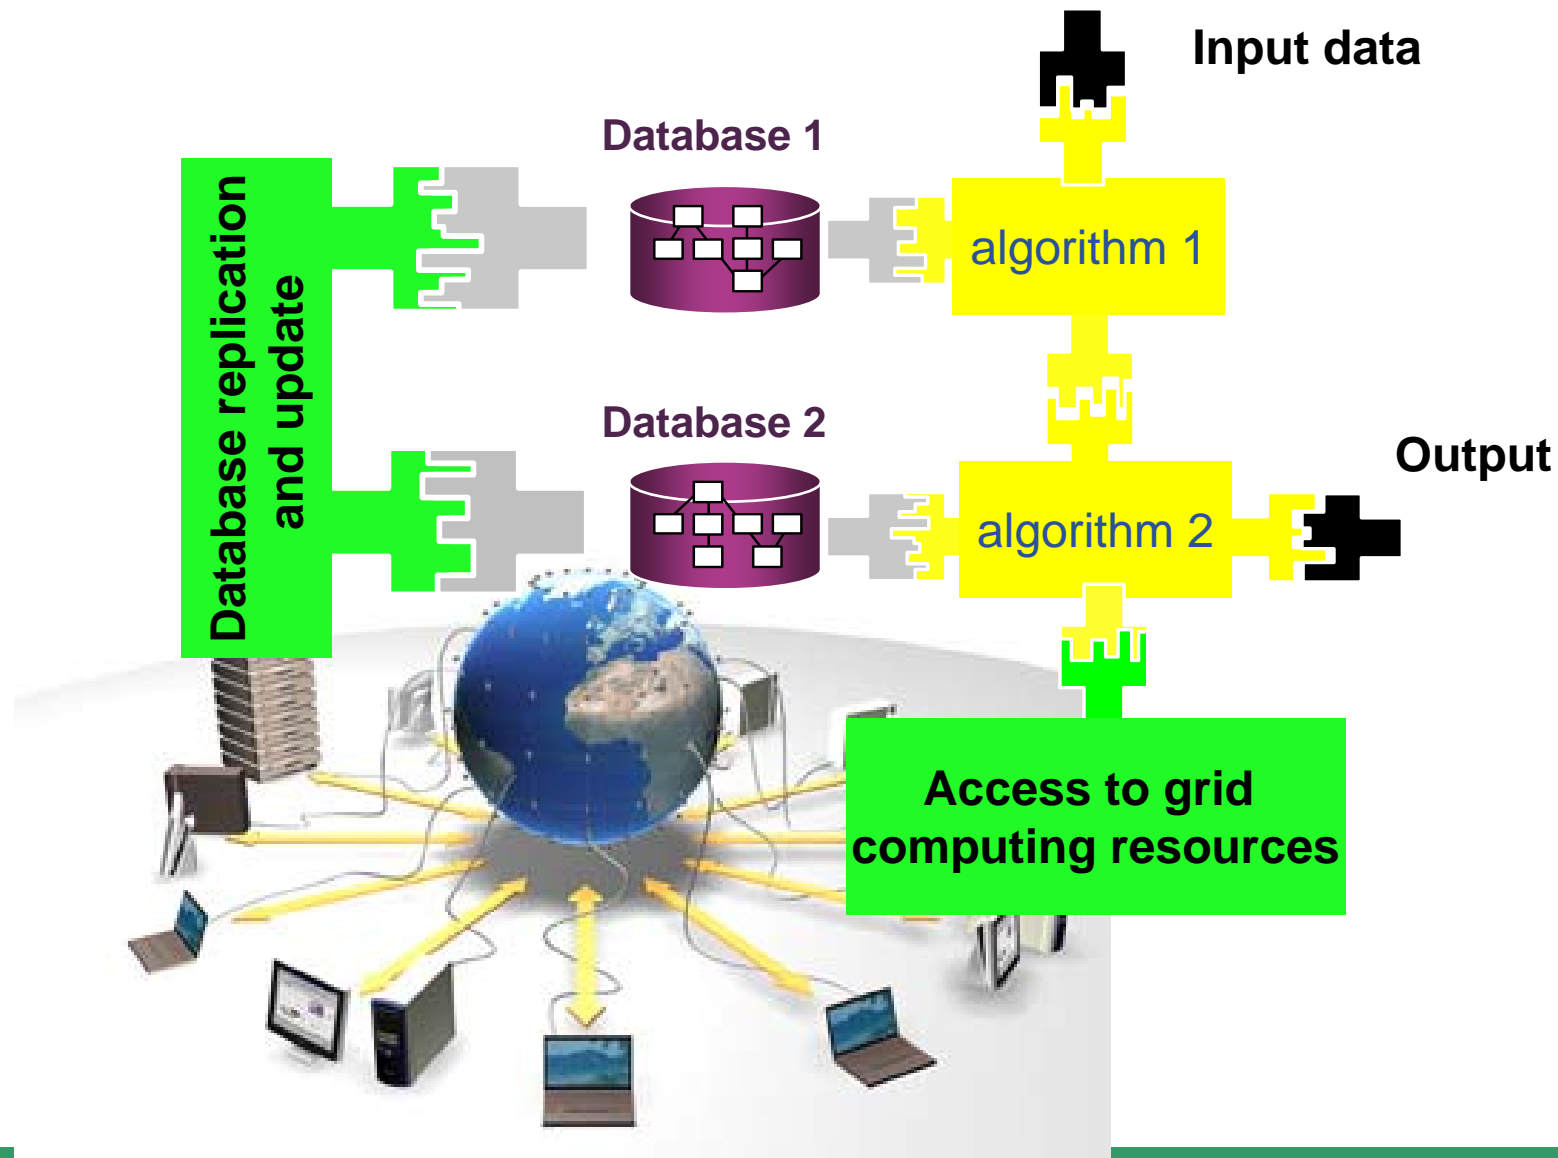 Input data
Database 1
algorithm 1
Database replication
and update
Database 2
Output
algorithm 2
Access to grid
computing resources